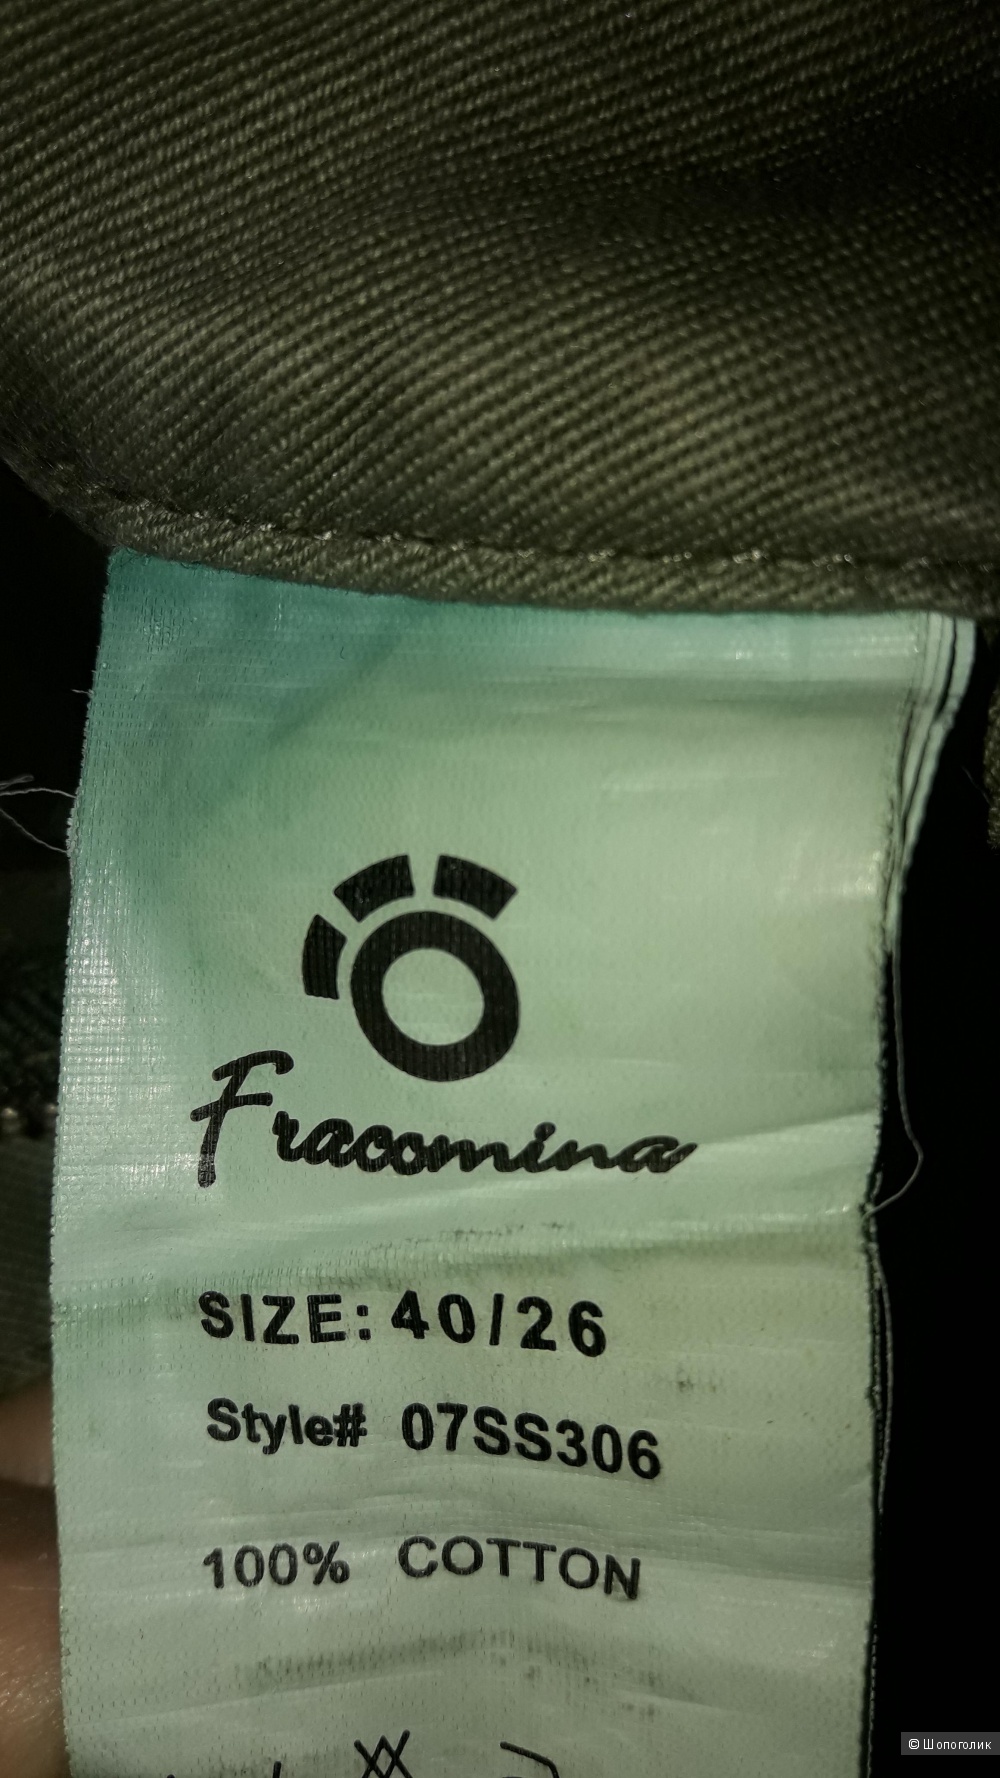 Fracomina
SIZE: 40/26
Style# 07SS306
100% COTTON
© Шопоголик